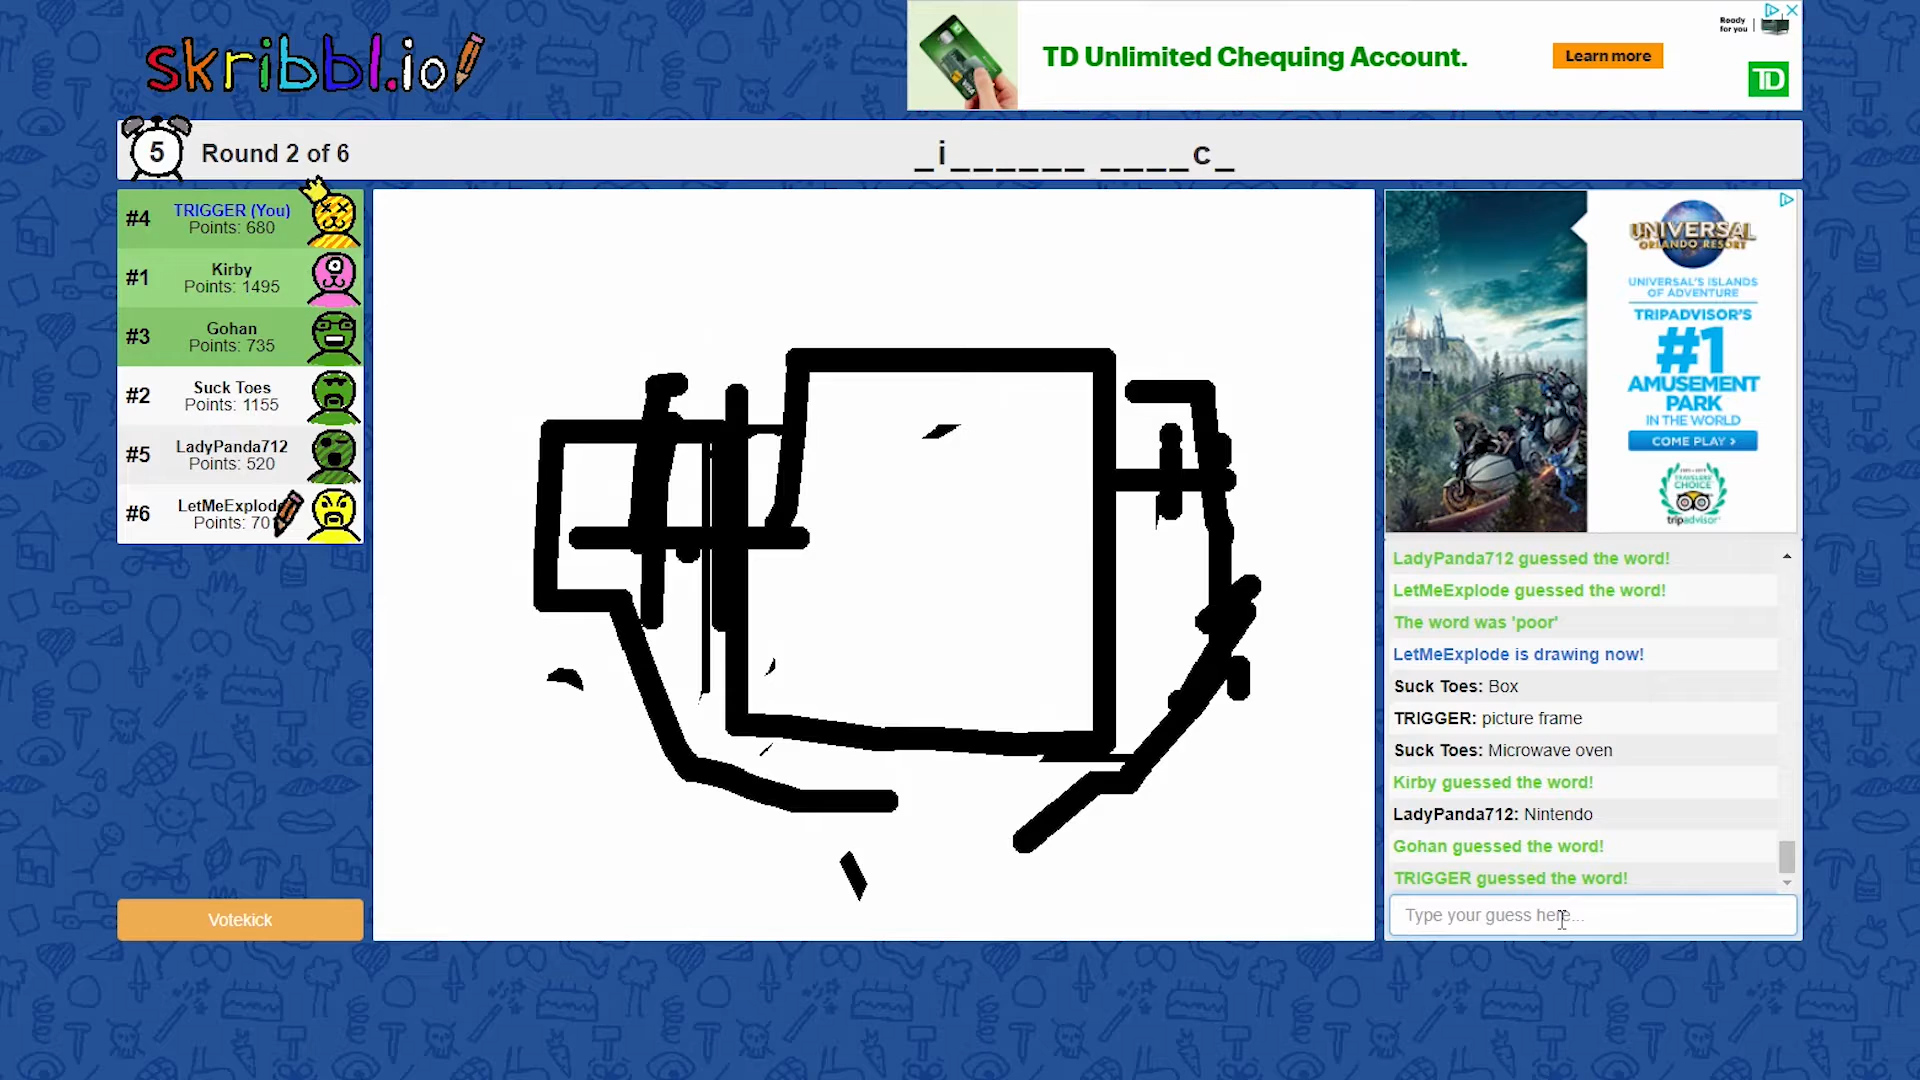 skribbl.io
TD Unlimited Chequing Account.
Learn more
Ready
for you
TD
5
Round 2 of 6
_i______ ____c_
#4
TRIGGER (You)
Points: 680
#1
Kirby
Points: 1495
#3
Gohan
Points: 735
#2
Suck Toes
Points: 1155
#5
LadyPanda712
Points: 520
#6
LetMeExplod
Points: 70
Votekick
UNIVERSAL
ORLANDO RESORT
UNIVERSAL'S ISLANDS
OF ADVENTURE
TRIPADVISOR'S
#1
AMUSEMENT
PARK
IN THE WORLD
COME PLAY >
TRAVELERS'
CHOICE
tripadvisor
LadyPanda712 guessed the word!
LetMeExplode guessed the word!
The word was 'poor'
LetMeExplode is drawing now!
Suck Toes: Box
TRIGGER: picture frame
Suck Toes: Microwave oven
Kirby guessed the word!
LadyPanda712: Nintendo
Gohan guessed the word!
TRIGGER guessed the word!
Type your guess here...